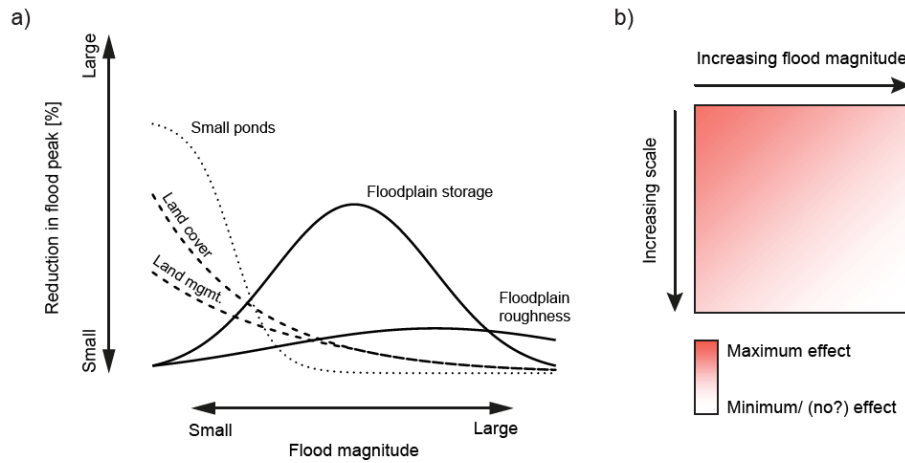 a)
Large
Reduction in flood peak [%]
Small
Small ponds
Land cover
Land mgmt.
Floodplain storage
Floodplain
roughness
Small
Large
Flood magnitude
b)
Increasing flood magnitude
Increasing scale
Maximum effect
Minimum/ (no?) effect